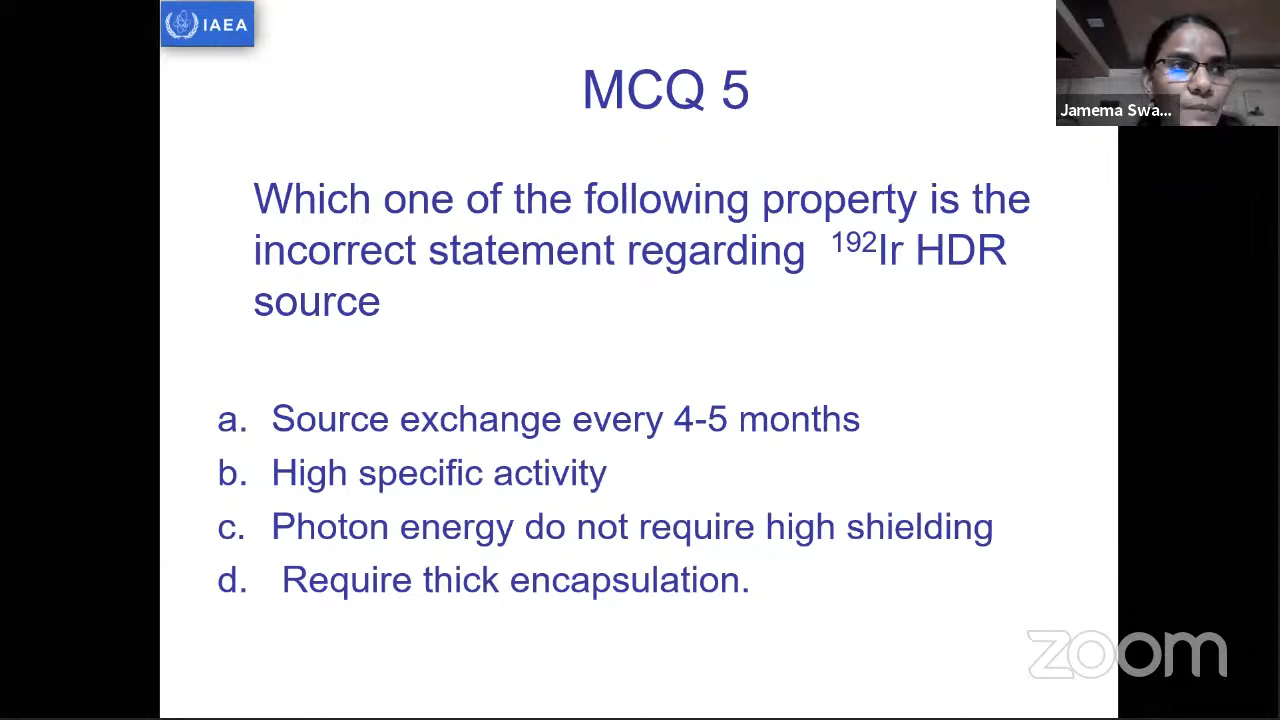 IAEA
MCQ 5
Jamema Swa...
Which one of the following property is the
incorrect statement regarding ¹⁹²Ir HDR
source
a. Source exchange every 4-5 months
b. High specific activity
c. Photon energy do not require high shielding
d. Require thick encapsulation.
zoom